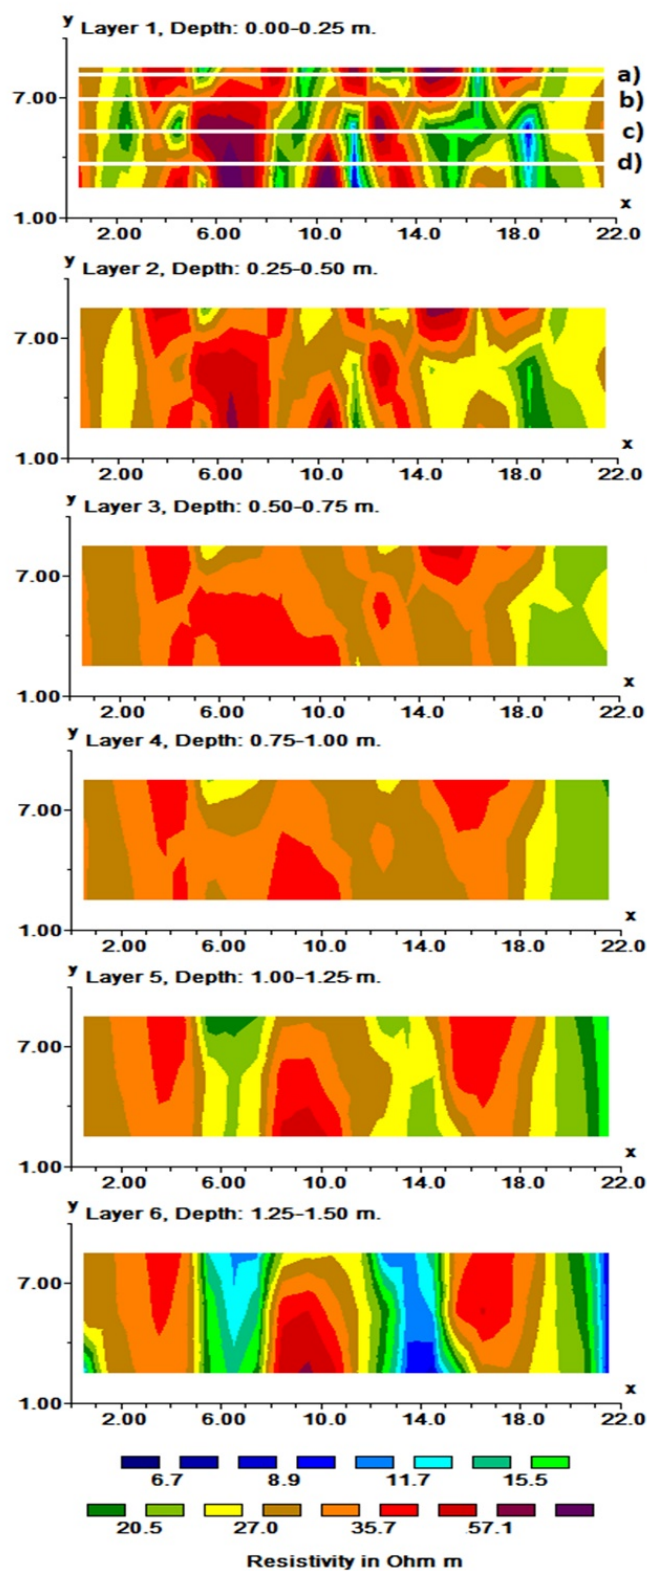 y Layer 1, Depth: 0.00-0.25 m.
a)
7.00
b)
c)
d)
1.00
x
2.00 6.00 10.0 14.0 18.0 22.0
y Layer 2, Depth: 0.25-0.50 m.
7.00
1.00
x
2.00 6.00 10.0 14.0 18.0 22.0
y Layer 3, Depth: 0.50-0.75 m.
7.00
x
1.00
2.00 6.00 10.0 14.0 18.0 22.0
y Layer 4, Depth: 0.75-1.00 m.
7.00
x
1.00
2.00 6.00 10.0 14.0 18.0 22.0
y Layer 5, Depth: 1.00-1.25 m.
7.00
x
1.00
2.00 6.00 10.0 14.0 18.0 22.0
y Layer 6, Depth: 1.25-1.50 m.
7.00
x
1.00
2.00 6.00 10.0 14.0 18.0 22.0
6.7 8.9 11.7 15.5
20.5 27.0 35.7 57.1
Resistivity in Ohm m